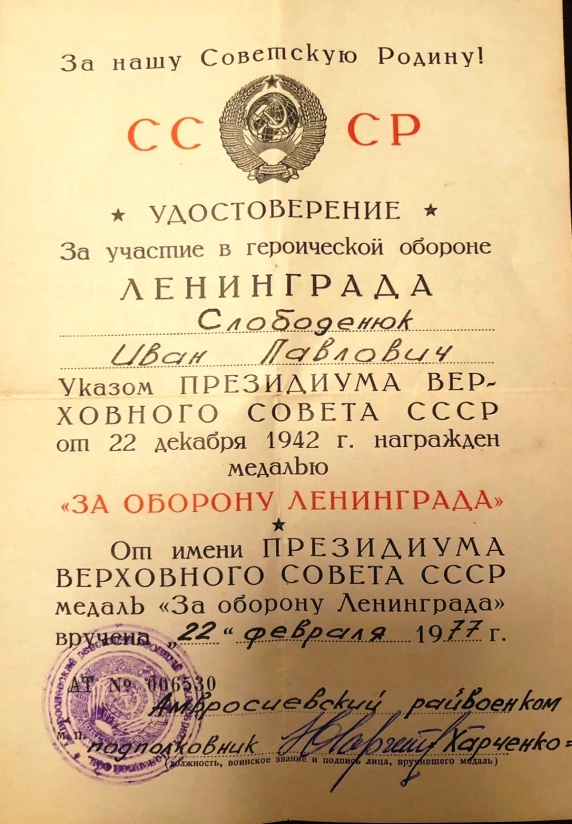 За нашу Советскую Родину!
СССР
★ УДОСТОВЕРЕНИЕ ★
За участие в героической обороне
ЛЕНИНГРАДА
Слободенюк
Иван Павлович
Указом ПРЕЗИДИУМА ВЕР-
ХОВНОГО СОВЕТА СССР
от 22 декабря 1942 г. награжден
медалью
«ЗА ОБОРОНУ ЛЕНИНГРАДА»
★
От имени ПРЕЗИДИУМА
ВЕРХОВНОГО СОВЕТА СССР
медаль «За оборону Ленинграда»
вручена „22“ февраля 1977 г.
АТ № 006530
Амвросиевский райвоенком
м.п. подполковник Харченко
(должность, воинское звание и подпись лица, вручившего медаль)